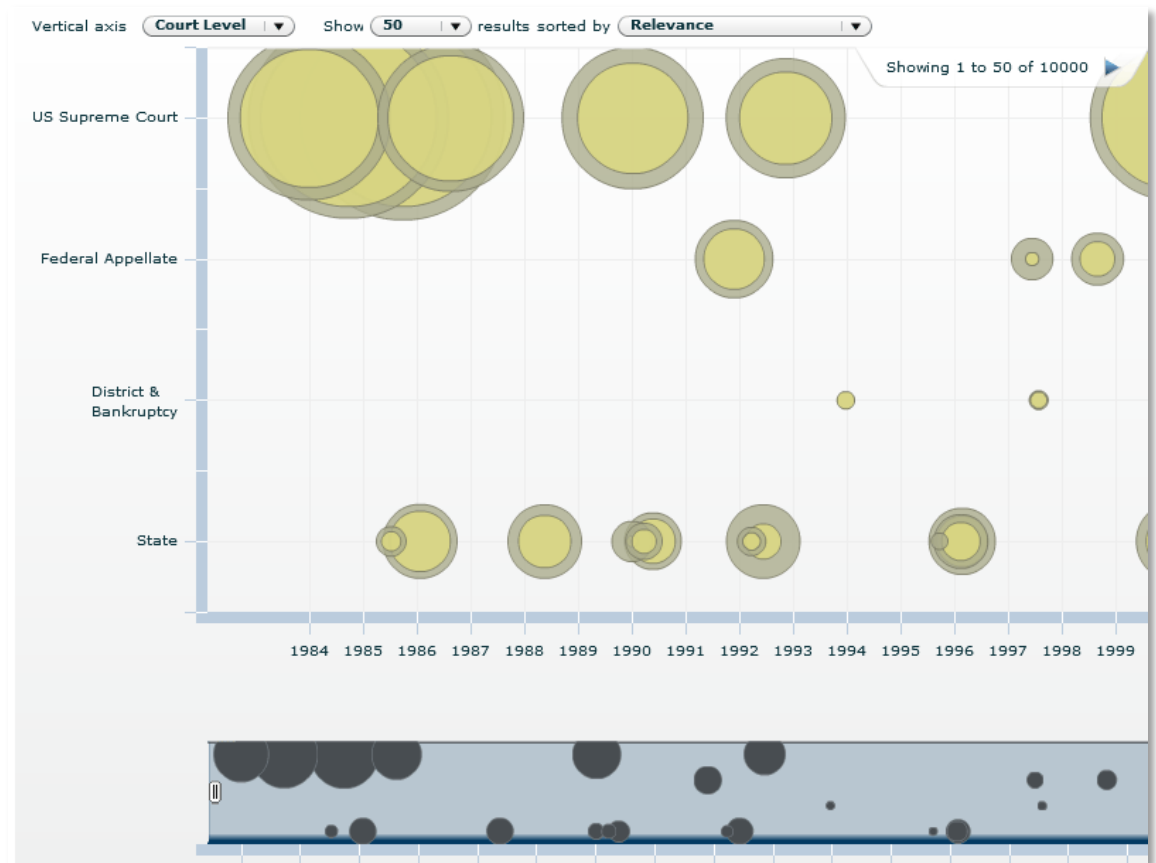 Vertical axis Court Level Show 50 results sorted by Relevance
Showing 1 to 50 of 10000
US Supreme Court
Federal Appellate
District &
Bankruptcy
State
1984 1985 1986 1987 1988 1989 1990 1991 1992 1993 1994 1995 1996 1997 1998 1999